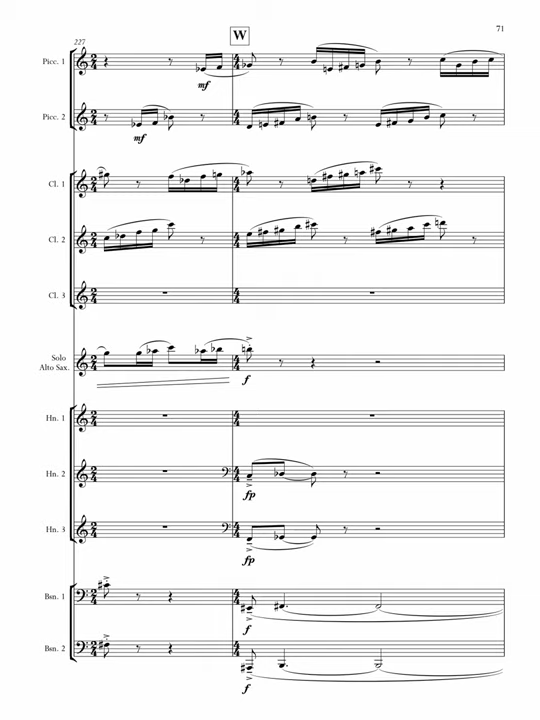 71
227
W
Picc. 1
mf
Picc. 2
mf
Cl. 1
Cl. 2
Cl. 3
Solo
Alto Sax.
f
Hn. 1
Hn. 2
fp
Hn. 3
fp
Bsn. 1
f
Bsn. 2
f